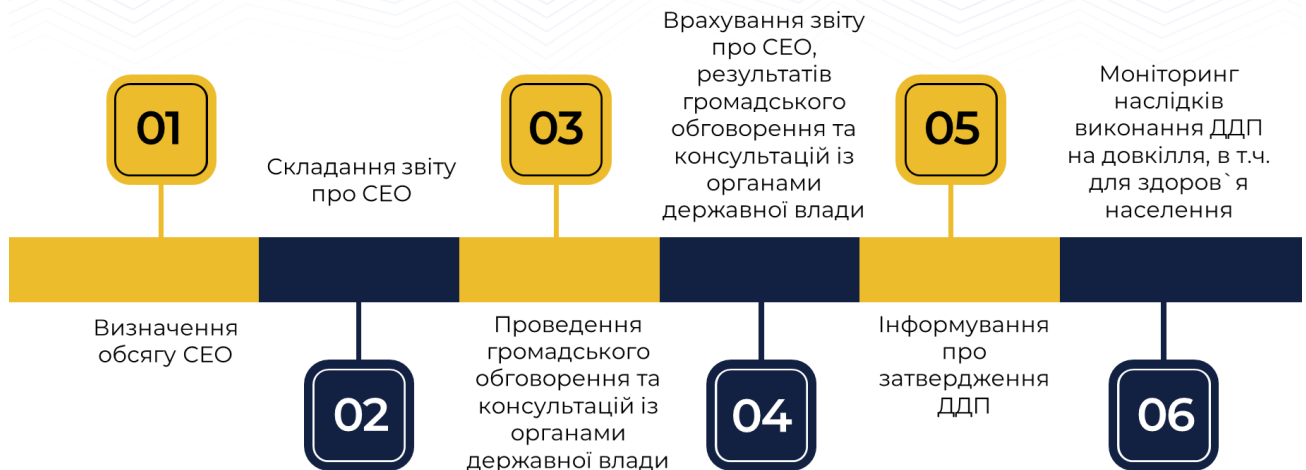 01
Визначення
обсягу СЕО
02
Складання звіту
про СЕО
03
Проведення
громадського
обговорення та
консультацій із
органами
державної влади
04
Врахування звіту
про СЕО,
результатів
громадського
обговорення та
консультацій із
органами
державної влади
05
Інформування
про
затвердження
ДДП
06
Моніторинг
наслідків
виконання ДДП
на довкілля, в т.ч.
для здоров`я
населення